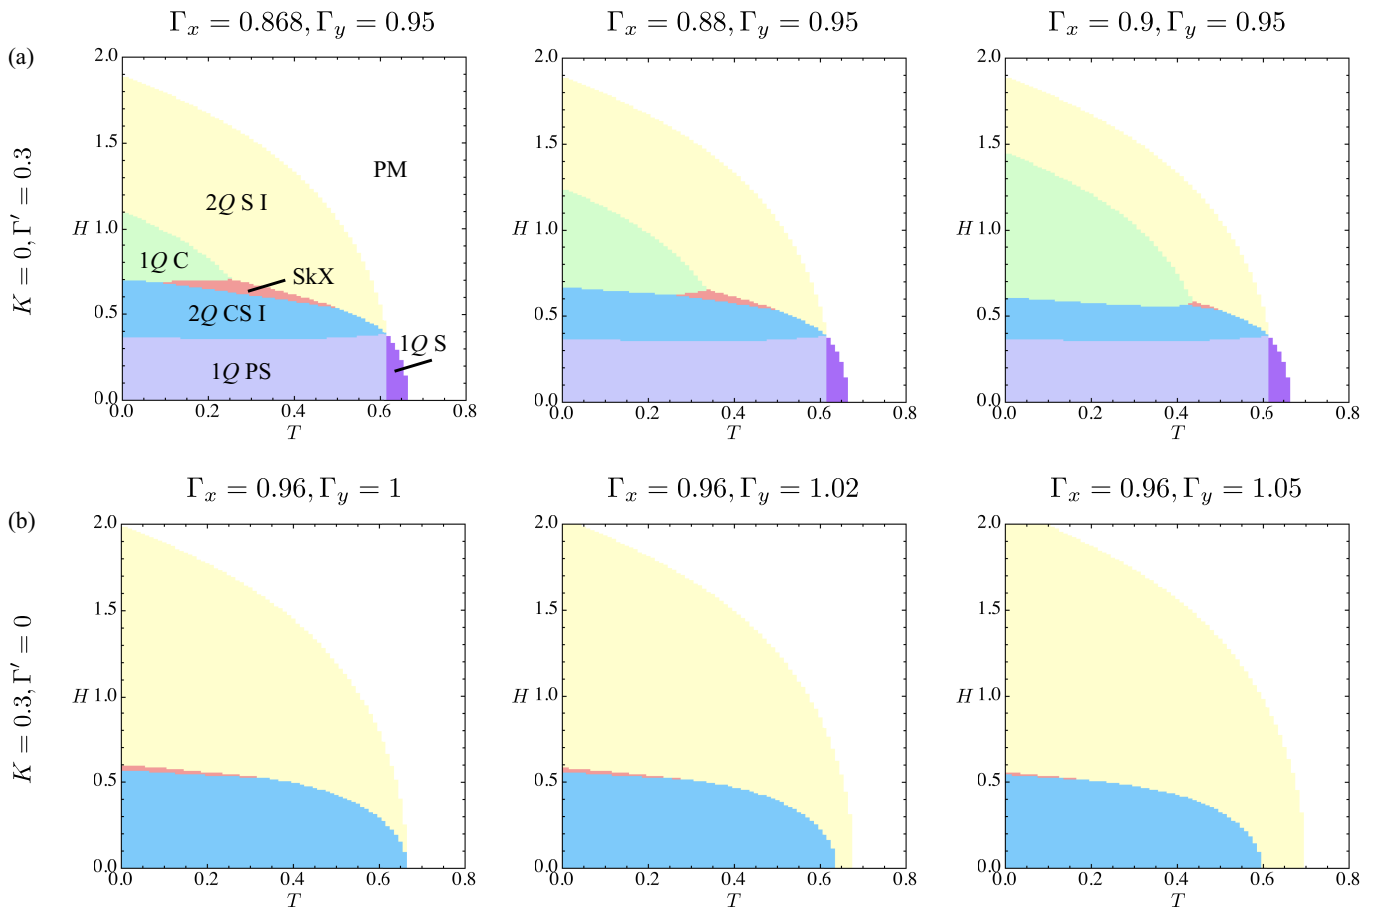 Γx = 0.868, Γy = 0.95
Γx = 0.88, Γy = 0.95
Γx = 0.9, Γy = 0.95
(a)
K = 0, Γ′ = 0.3
2.0
1.5
H 1.0
0.5
0.0
0.0 0.2 0.4 0.6 0.8
T
PM
2Q S I
1Q C
SkX
2Q CS I
1Q S
1Q PS
2.0
1.5
H 1.0
0.5
0.0
0.0 0.2 0.4 0.6 0.8
T
2.0
1.5
H 1.0
0.5
0.0
0.0 0.2 0.4 0.6 0.8
T
Γx = 0.96, Γy = 1
Γx = 0.96, Γy = 1.02
Γx = 0.96, Γy = 1.05
(b)
K = 0.3, Γ′ = 0
2.0
1.5
H 1.0
0.5
0.0
0.0 0.2 0.4 0.6 0.8
T
2.0
1.5
H 1.0
0.5
0.0
0.0 0.2 0.4 0.6 0.8
T
2.0
1.5
H 1.0
0.5
0.0
0.0 0.2 0.4 0.6 0.8
T